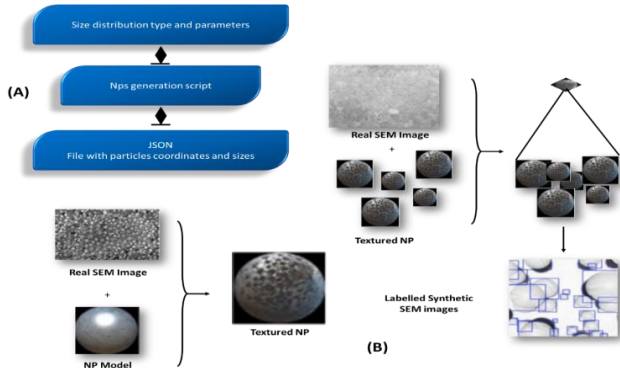 Size distribution type and parameters
(A)
Nps generation script
JSON
File with particles coordinates and sizes
Real SEM Image
+
NP Model
Textured NP
Real SEM Image
+
Textured NP
Labelled Synthetic
SEM images
(B)